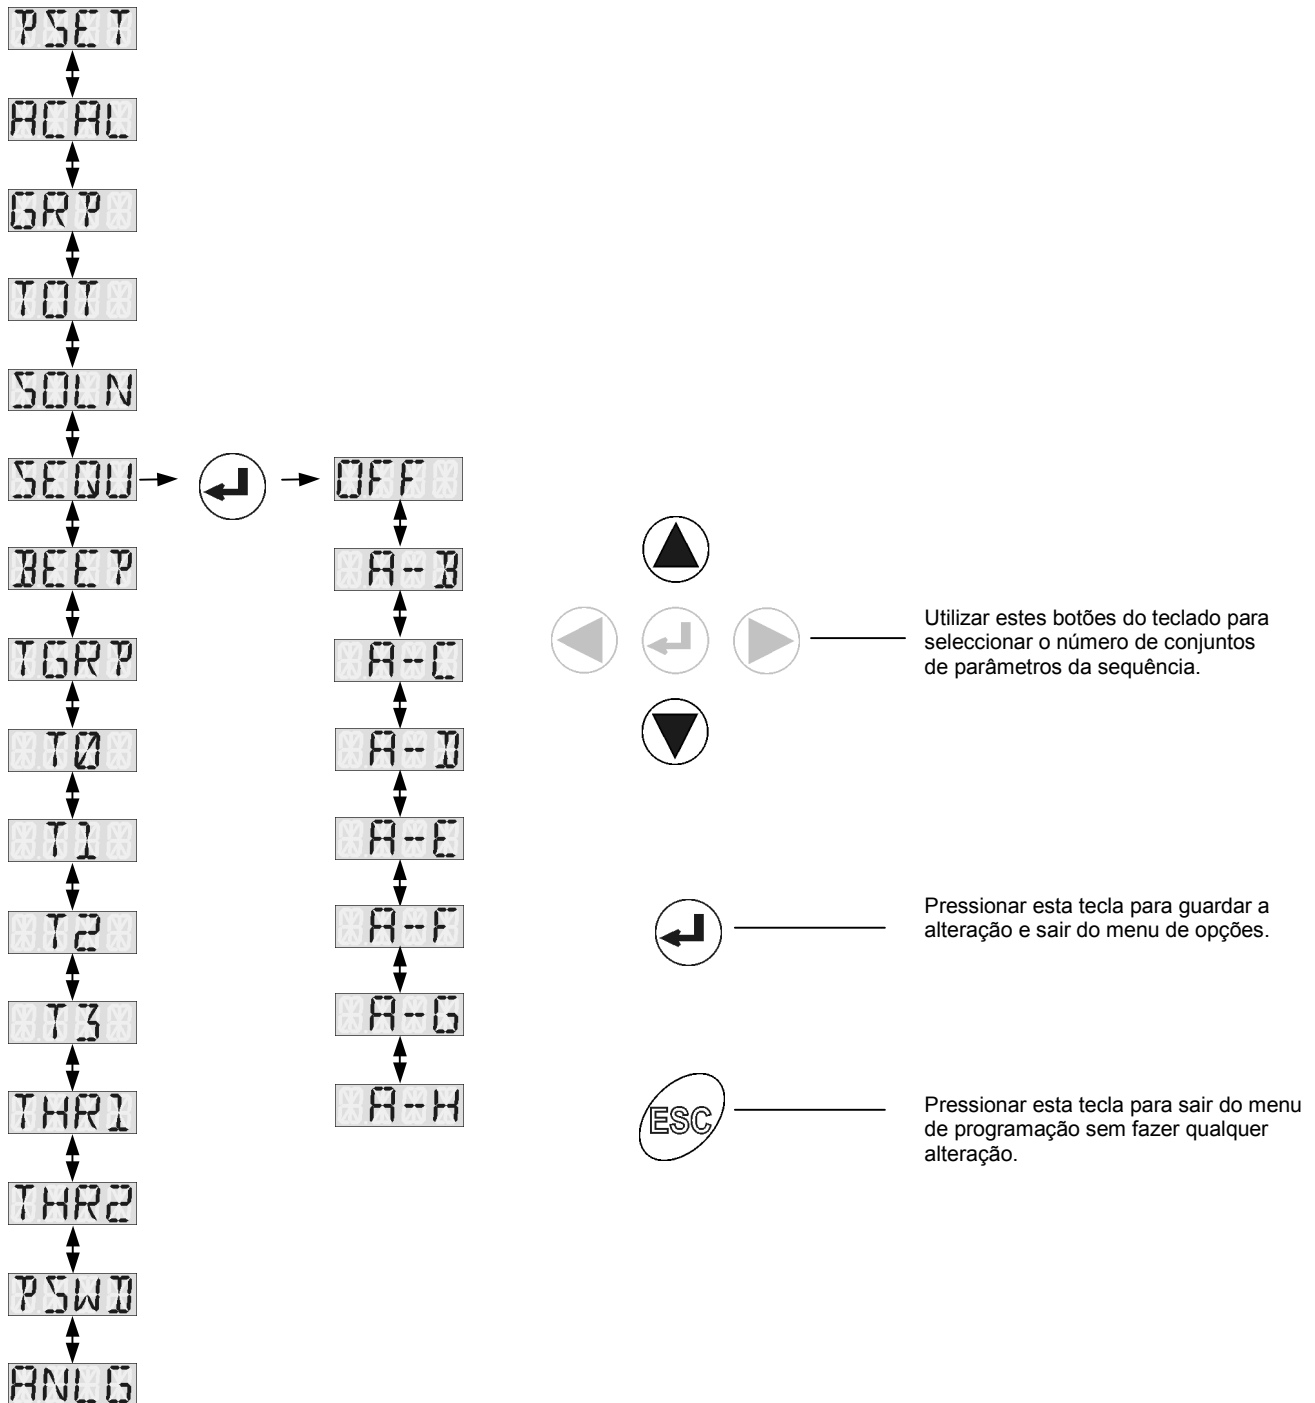 PSET
ACAL
GRP
TOT
SOLN
SEQU
BEEP
TGRP
T0
T1
T2
T3
THR1
THR2
PSWD
ANLG
OFF
A-B
A-C
A-D
A-E
A-F
A-G
A-H
Utilizar estes botões do teclado para
seleccionar o número de conjuntos
de parâmetros da sequência.
Pressionar esta tecla para guardar a
alteração e sair do menu de opções.
ESC
Pressionar esta tecla para sair do menu
de programação sem fazer qualquer
alteração.